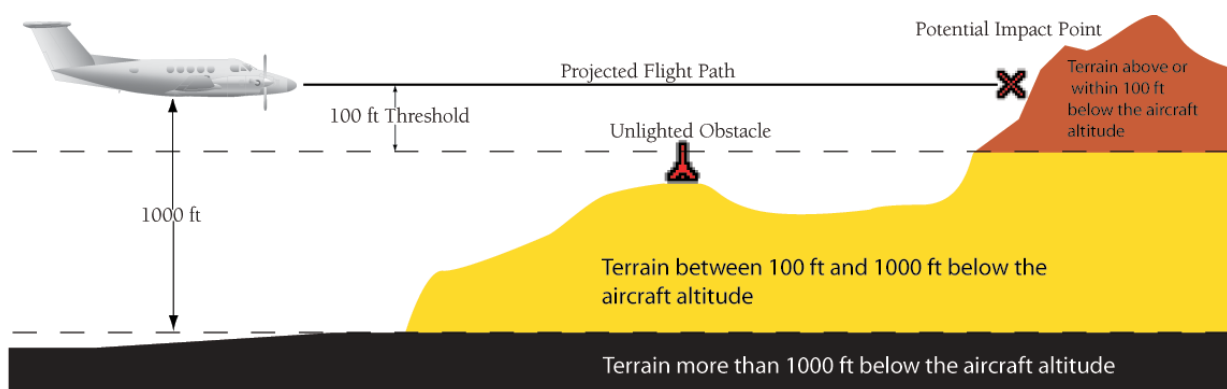 Potential Impact Point
Projected Flight Path
Terrain above or
within 100 ft
below the aircraft
altitude
100 ft Threshold
Unlighted Obstacle
1000 ft
Terrain between 100 ft and 1000 ft below the
aircraft altitude
Terrain more than 1000 ft below the aircraft altitude